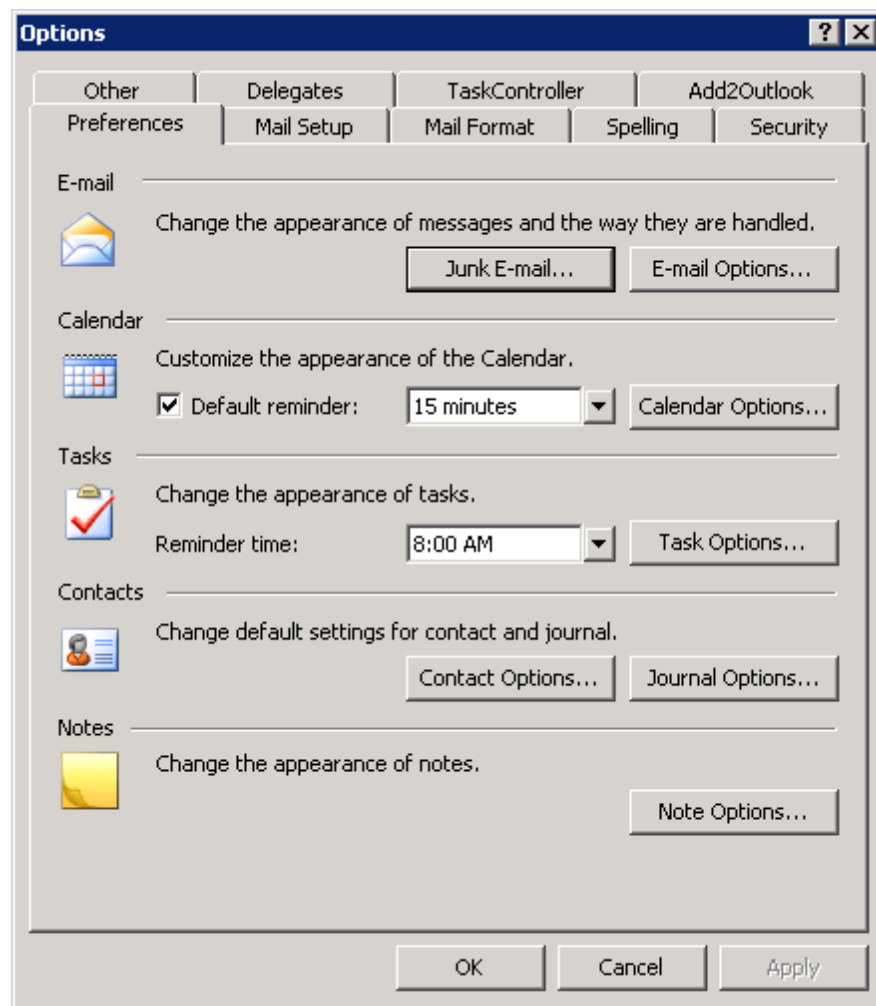 Options
Other Delegates TaskController Add2Outlook
Preferences Mail Setup Mail Format Spelling Security
E-mail
Change the appearance of messages and the way they are handled.
Junk E-mail... E-mail Options...
Calendar
Customize the appearance of the Calendar.
Default reminder: 15 minutes Calendar Options...
Tasks
Change the appearance of tasks.
Reminder time: 8:00 AM Task Options...
Contacts
Change default settings for contact and journal.
Contact Options... Journal Options...
Notes
Change the appearance of notes.
Note Options...
OK Cancel Apply